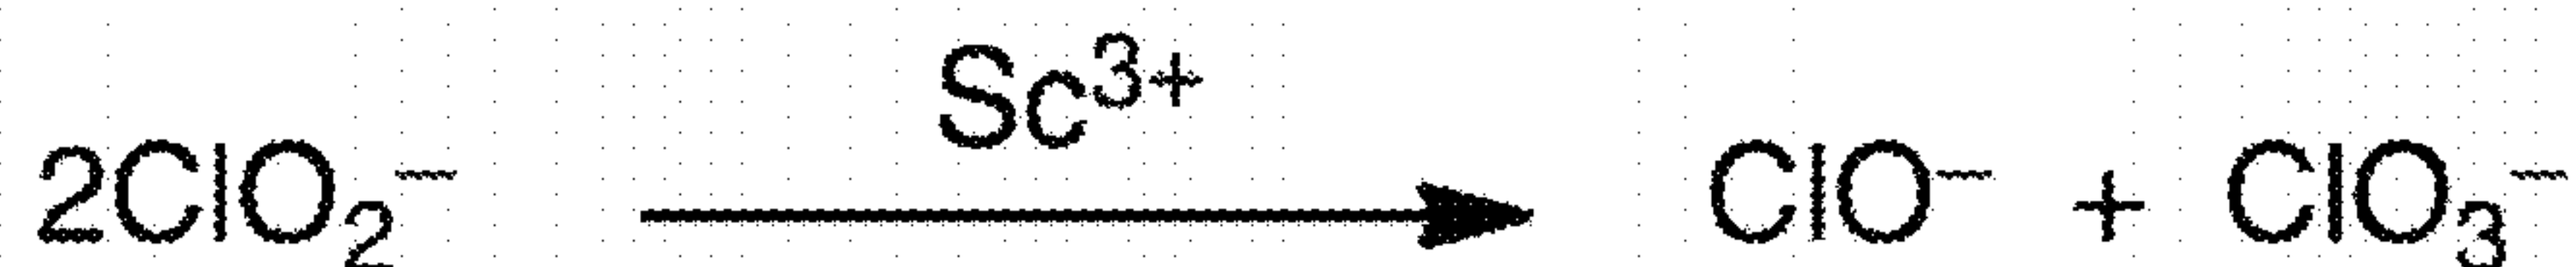 Sc³⁺
2ClO₂⁻ → ClO⁻ + ClO₃⁻